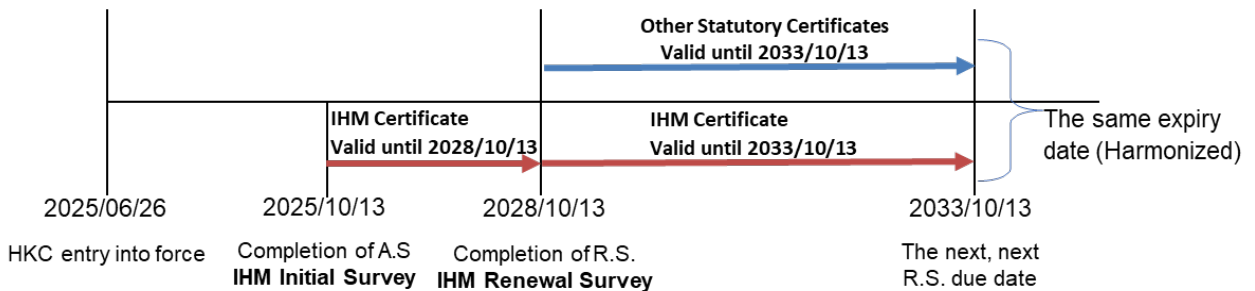 Other Statutory Certificates
Valid until 2033/10/13
IHM Certificate
Valid until 2028/10/13
IHM Certificate
Valid until 2033/10/13
The same expiry
date (Harmonized)
2025/06/26
2025/10/13
2028/10/13
2033/10/13
HKC entry into force
Completion of A.S
IHM Initial Survey
Completion of R.S.
IHM Renewal Survey
The next, next
R.S. due date